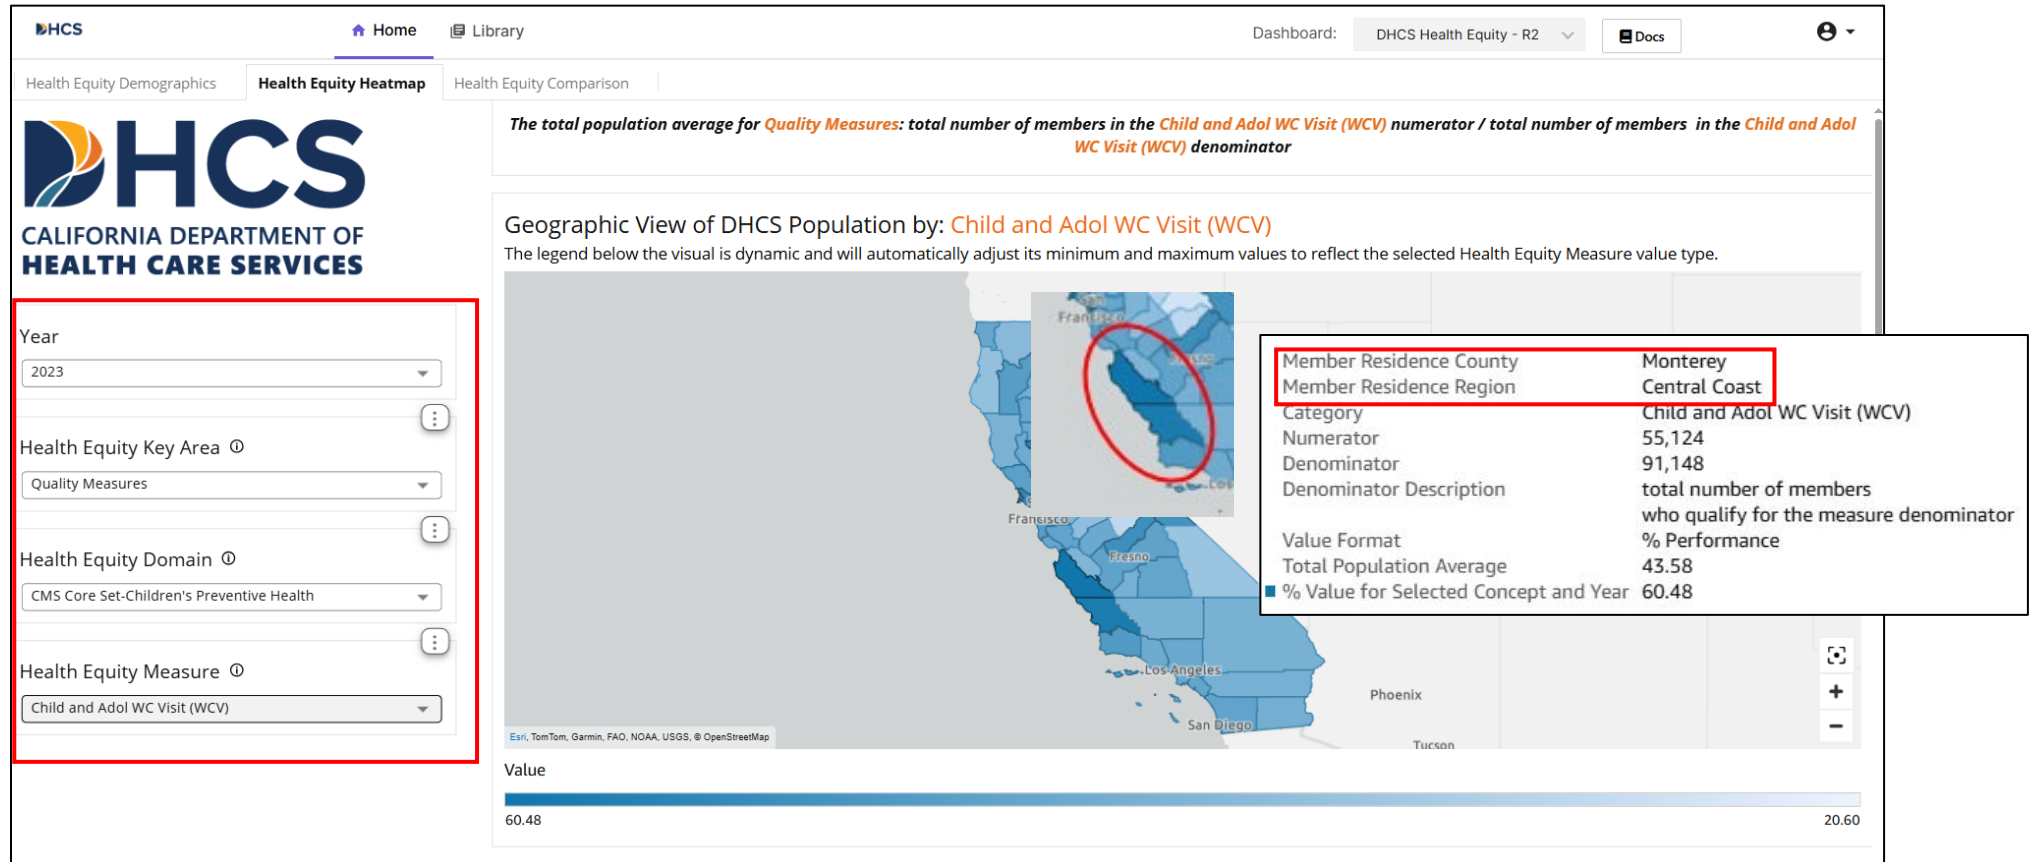 DHCS
Home
Library
Dashboard:
DHCS Health Equity - R2
Docs
Health Equity Demographics
Health Equity Heatmap
Health Equity Comparison
DHCS
CALIFORNIA DEPARTMENT OF
HEALTH CARE SERVICES
Year
2023
Health Equity Key Area
Quality Measures
Health Equity Domain
CMS Core Set-Children's Preventive Health
Health Equity Measure
Child and Adol WC Visit (WCV)
The total population average for Quality Measures: total number of members in the Child and Adol WC Visit (WCV) numerator / total number of members in the Child and Adol
WC Visit (WCV) denominator
Geographic View of DHCS Population by: Child and Adol WC Visit (WCV)
The legend below the visual is dynamic and will automatically adjust its minimum and maximum values to reflect the selected Health Equity Measure value type.
San
Francisco
Fresno
Los
Francisco
Fresno
Los Angeles
San Diego
Phoenix
Tucson
Esri, TomTom, Garmin, FAO, NOAA, USGS, © OpenStreetMap
Member Residence County Monterey
Member Residence Region Central Coast
Category Child and Adol WC Visit (WCV)
Numerator 55,124
Denominator 91,148
Denominator Description total number of members
who qualify for the measure denominator
Value Format % Performance
Total Population Average 43.58
% Value for Selected Concept and Year 60.48
Value
60.48 20.60